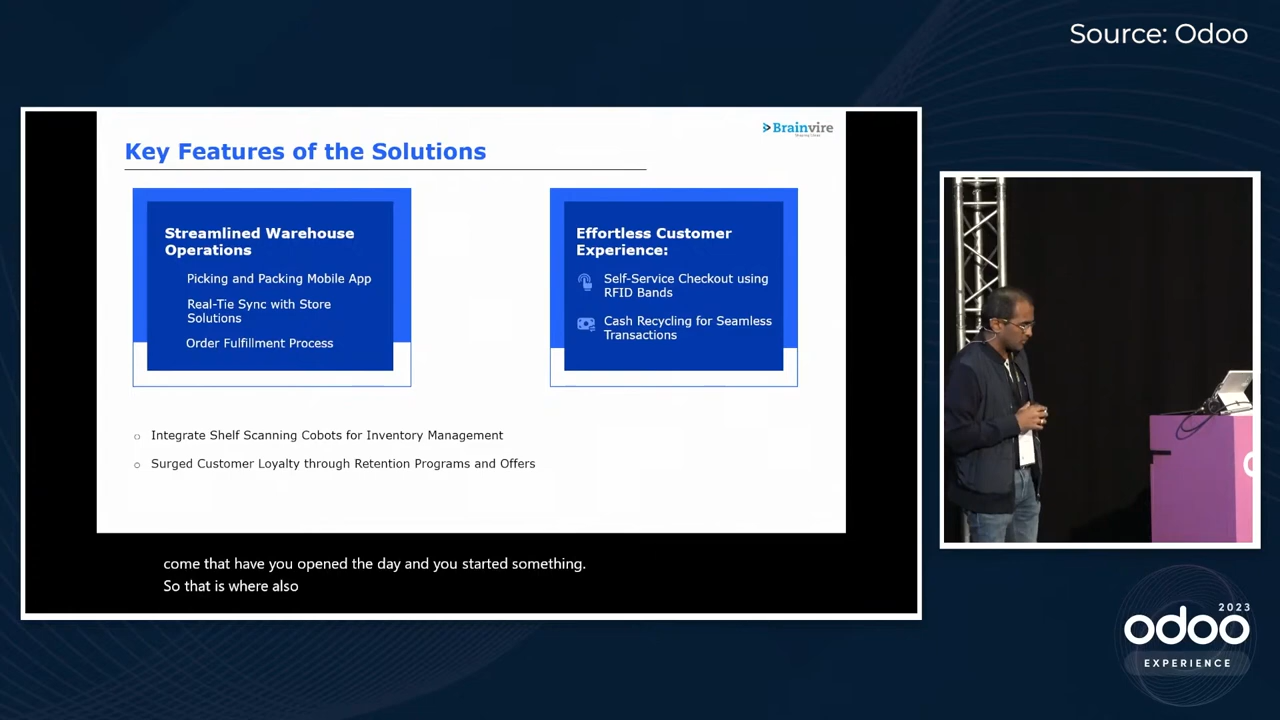 Source: Odoo
Brainvire
Key Features of the Solutions
Streamlined Warehouse
Operations
Picking and Packing Mobile App
Real-Tie Sync with Store
Solutions
Order Fulfillment Process
Effortless Customer
Experience:
Self-Service Checkout using
RFID Bands
Cash Recycling for Seamless
Transactions
Integrate Shelf Scanning Cobots for Inventory Management
Surged Customer Loyalty through Retention Programs and Offers
come that have you opened the day and you started something.
So that is where also
2023
odoo
EXPERIENCE